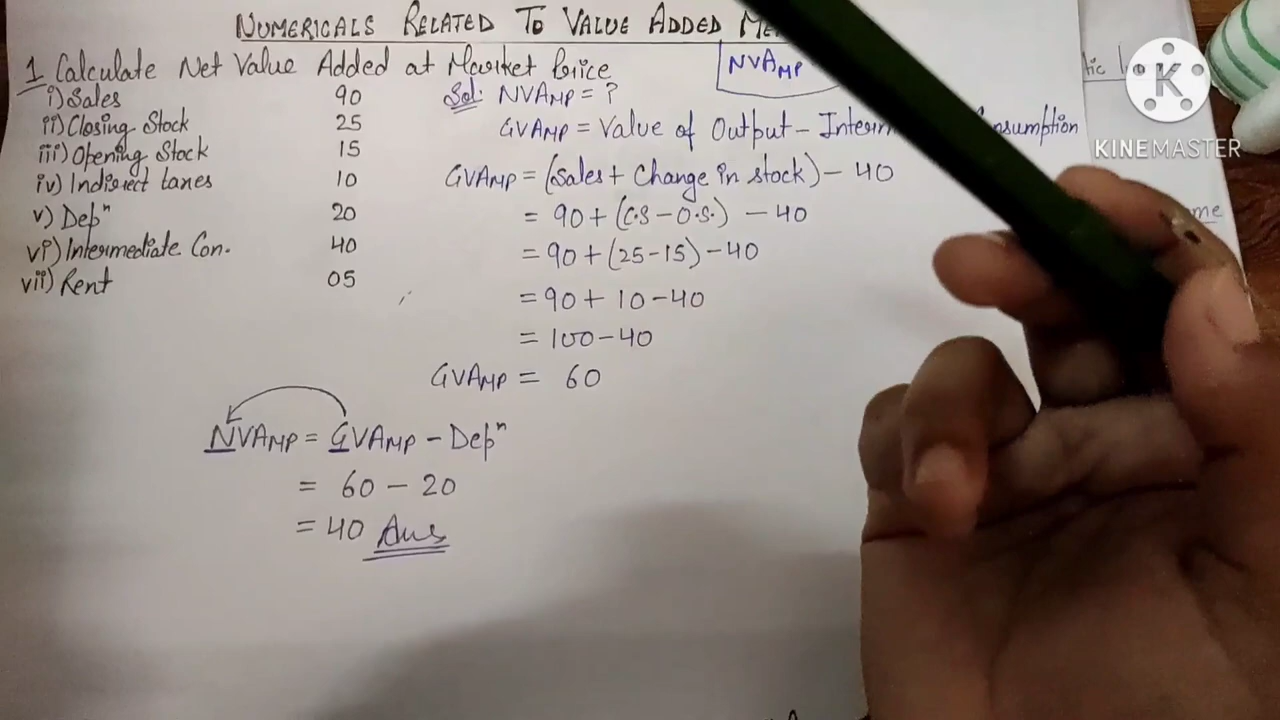 NUMERICALS RELATED TO VALUE ADDED
1 Calculate Net Value Added at Market Price
NVAMP
i) Sales 90
ii) Closing Stock 25
iii) Opening Stock 15
iv) Indirect taxes 10
v) Depn 20
vi) Intermediate Con. 40
vii) Rent 05
Sol: NVAMP = ?
GVAMP = Value of Output -
GVAMP = (Sales + Change in stock) - 40
= 90 + (C.S - O.S.) - 40
= 90 + (25 - 15) - 40
= 90 + 10 - 40
= 100 - 40
GVAMP = 60
NVAMP = GVAMP - Depn
= 60 - 20
= 40 Ans
K
KINEMASTER